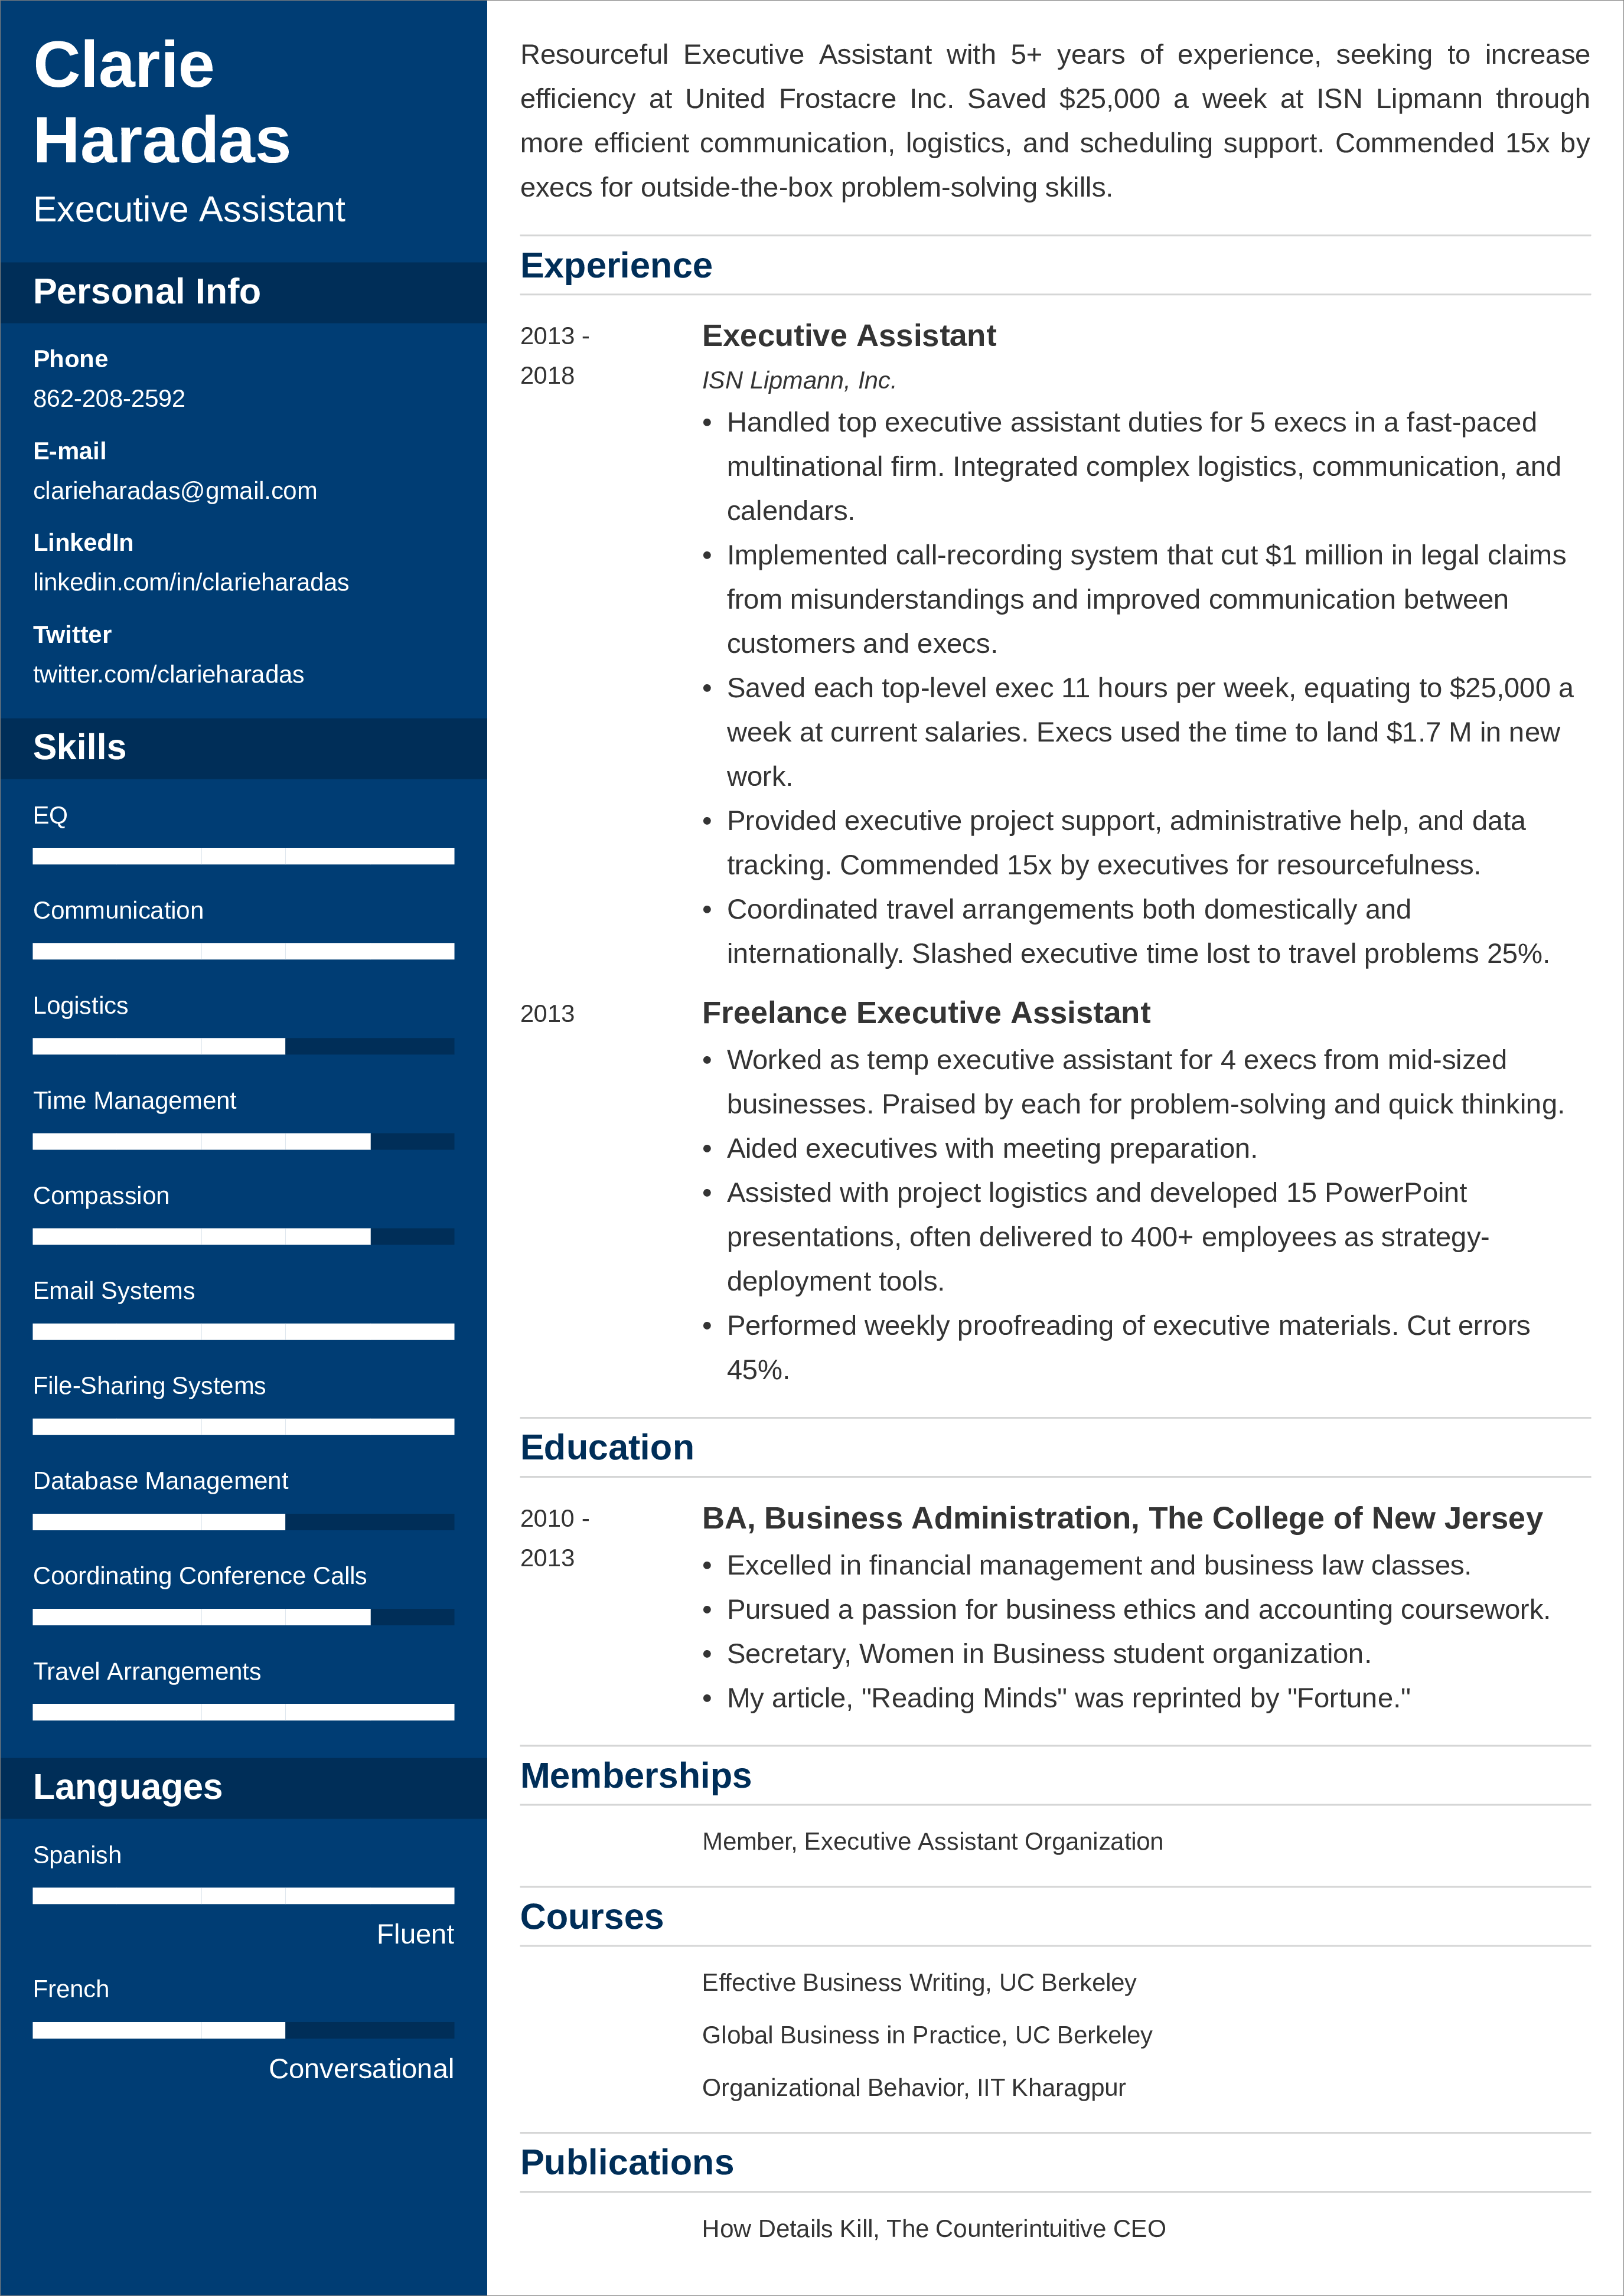 Clarie
Haradas
Executive Assistant
Personal Info
Phone
862-208-2592
E-mail
clarieharadas@gmail.com
LinkedIn
linkedin.com/in/clarieharadas
Twitter
twitter.com/clarieharadas
Skills
EQ
Communication
Logistics
Time Management
Compassion
Email Systems
File-Sharing Systems
Database Management
Coordinating Conference Calls
Travel Arrangements
Languages
Spanish
Fluent
French
Conversational
Resourceful Executive Assistant with 5+ years of experience, seeking to increase
efficiency at United Frostacre Inc. Saved $25,000 a week at ISN Lipmann through
more efficient communication, logistics, and scheduling support. Commended 15x by
execs for outside-the-box problem-solving skills.
Experience
2013 -
2018
Executive Assistant
ISN Lipmann, Inc.
• Handled top executive assistant duties for 5 execs in a fast-paced
multinational firm. Integrated complex logistics, communication, and
calendars.
• Implemented call-recording system that cut $1 million in legal claims
from misunderstandings and improved communication between
customers and execs.
• Saved each top-level exec 11 hours per week, equating to $25,000 a
week at current salaries. Execs used the time to land $1.7 M in new
work.
• Provided executive project support, administrative help, and data
tracking. Commended 15x by executives for resourcefulness.
• Coordinated travel arrangements both domestically and
internationally. Slashed executive time lost to travel problems 25%.
2013
Freelance Executive Assistant
• Worked as temp executive assistant for 4 execs from mid-sized
businesses. Praised by each for problem-solving and quick thinking.
• Aided executives with meeting preparation.
• Assisted with project logistics and developed 15 PowerPoint
presentations, often delivered to 400+ employees as strategy-
deployment tools.
• Performed weekly proofreading of executive materials. Cut errors
45%.
Education
2010 -
2013
BA, Business Administration, The College of New Jersey
• Excelled in financial management and business law classes.
• Pursued a passion for business ethics and accounting coursework.
• Secretary, Women in Business student organization.
• My article, "Reading Minds" was reprinted by "Fortune."
Memberships
Member, Executive Assistant Organization
Courses
Effective Business Writing, UC Berkeley
Global Business in Practice, UC Berkeley
Organizational Behavior, IIT Kharagpur
Publications
How Details Kill, The Counterintuitive CEO